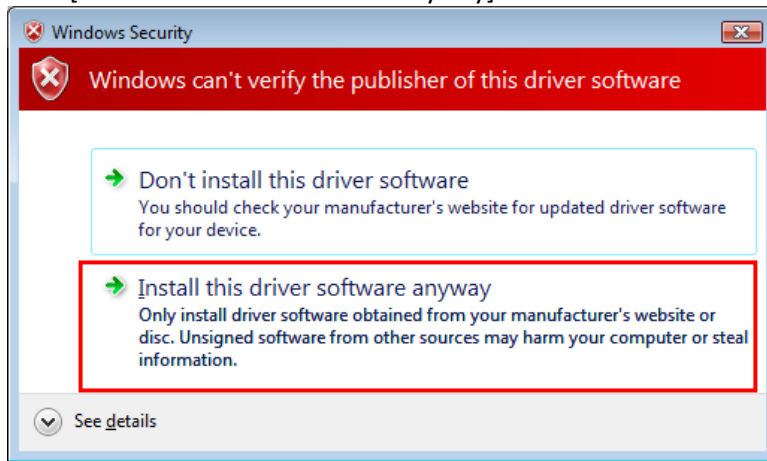 Windows Security
Windows can't verify the publisher of this driver software
Don't install this driver software
You should check your manufacturer's website for updated driver software
for your device.
Install this driver software anyway
Only install driver software obtained from your manufacturer's website or
disc. Unsigned software from other sources may harm your computer or steal
information.
See details